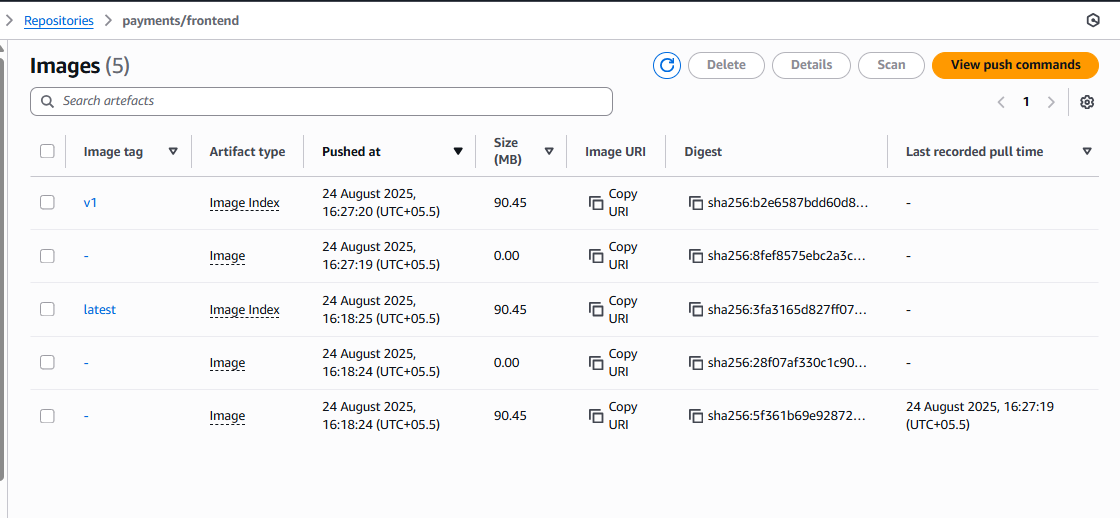 Repositories > payments/frontend
Images (5)
Delete Details Scan View push commands
Search artefacts
1
Image tag Artifact type Pushed at Size (MB) Image URI Digest Last recorded pull time
v1 Image Index 24 August 2025, 16:27:20 (UTC+05.5) 90.45 Copy URI sha256:b2e6587bdd60d8... -
- Image 24 August 2025, 16:27:19 (UTC+05.5) 0.00 Copy URI sha256:8fef8575ebc2a3c... -
latest Image Index 24 August 2025, 16:18:25 (UTC+05.5) 90.45 Copy URI sha256:3fa3165d827ff07... -
- Image 24 August 2025, 16:18:24 (UTC+05.5) 0.00 Copy URI sha256:28f07af330c1c90... -
- Image 24 August 2025, 16:18:24 (UTC+05.5) 90.45 Copy URI sha256:5f361b69e92872... 24 August 2025, 16:27:19 (UTC+05.5)